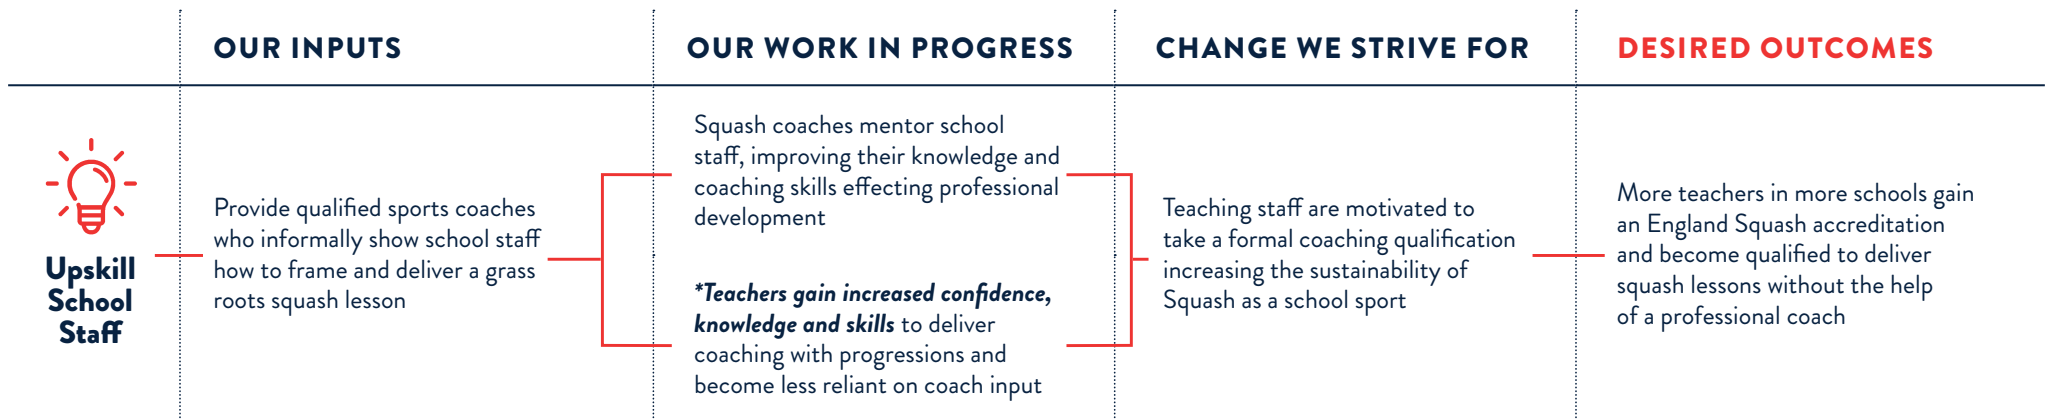 OUR INPUTS
OUR WORK IN PROGRESS
CHANGE WE STRIVE FOR
DESIRED OUTCOMES
Upskill
School
Staff
Provide qualified sports coaches
who informally show school staff
how to frame and deliver a grass
roots squash lesson
Squash coaches mentor school
staff, improving their knowledge and
coaching skills effecting professional
development
*Teachers gain increased confidence,
knowledge and skills to deliver
coaching with progressions and
become less reliant on coach input
Teaching staff are motivated to
take a formal coaching qualification
increasing the sustainability of
Squash as a school sport
More teachers in more schools gain
an England Squash accreditation
and become qualified to deliver
squash lessons without the help
of a professional coach